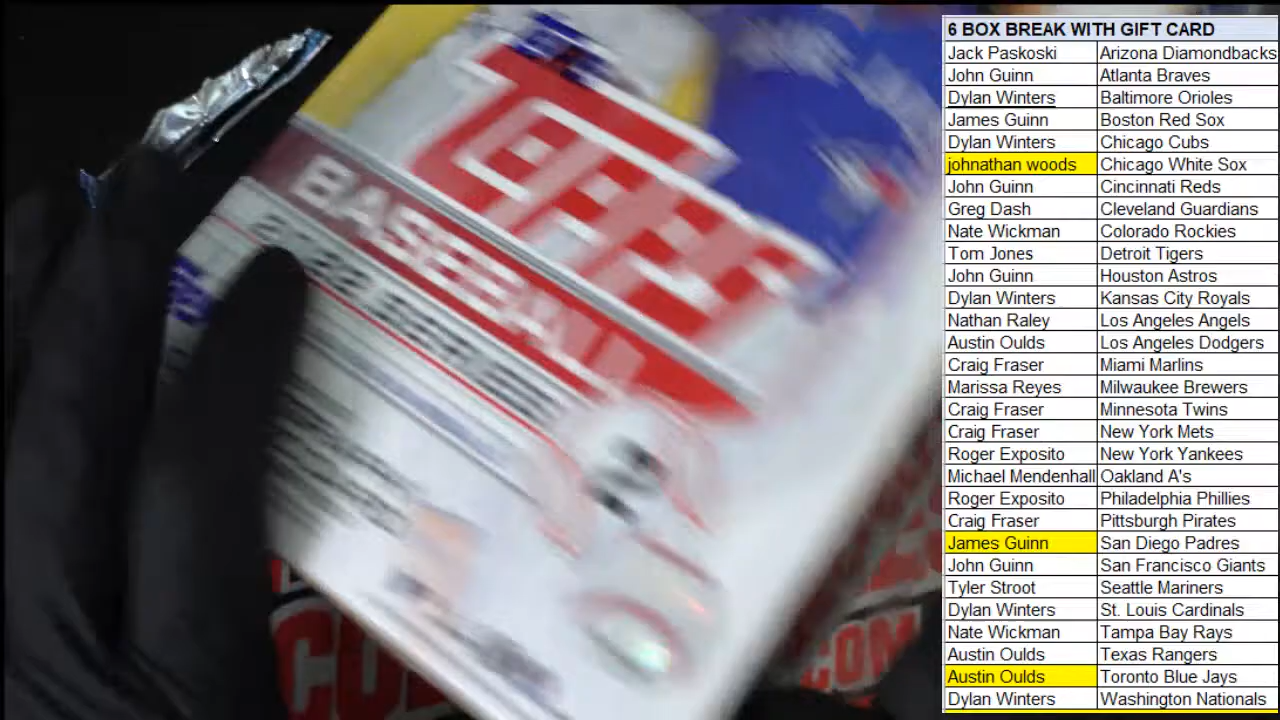 BASEBALL
COM
6 BOX BREAK WITH GIFT CARD
Jack Paskoski Arizona Diamondbacks
John Guinn Atlanta Braves
Dylan Winters Baltimore Orioles
James Guinn Boston Red Sox
Dylan Winters Chicago Cubs
johnathan woods Chicago White Sox
John Guinn Cincinnati Reds
Greg Dash Cleveland Guardians
Nate Wickman Colorado Rockies
Tom Jones Detroit Tigers
John Guinn Houston Astros
Dylan Winters Kansas City Royals
Nathan Raley Los Angeles Angels
Austin Oulds Los Angeles Dodgers
Craig Fraser Miami Marlins
Marissa Reyes Milwaukee Brewers
Craig Fraser Minnesota Twins
Craig Fraser New York Mets
Roger Exposito New York Yankees
Michael Mendenhall Oakland A's
Roger Exposito Philadelphia Phillies
Craig Fraser Pittsburgh Pirates
James Guinn San Diego Padres
John Guinn San Francisco Giants
Tyler Stroot Seattle Mariners
Dylan Winters St. Louis Cardinals
Nate Wickman Tampa Bay Rays
Austin Oulds Texas Rangers
Austin Oulds Toronto Blue Jays
Dylan Winters Washington Nationals